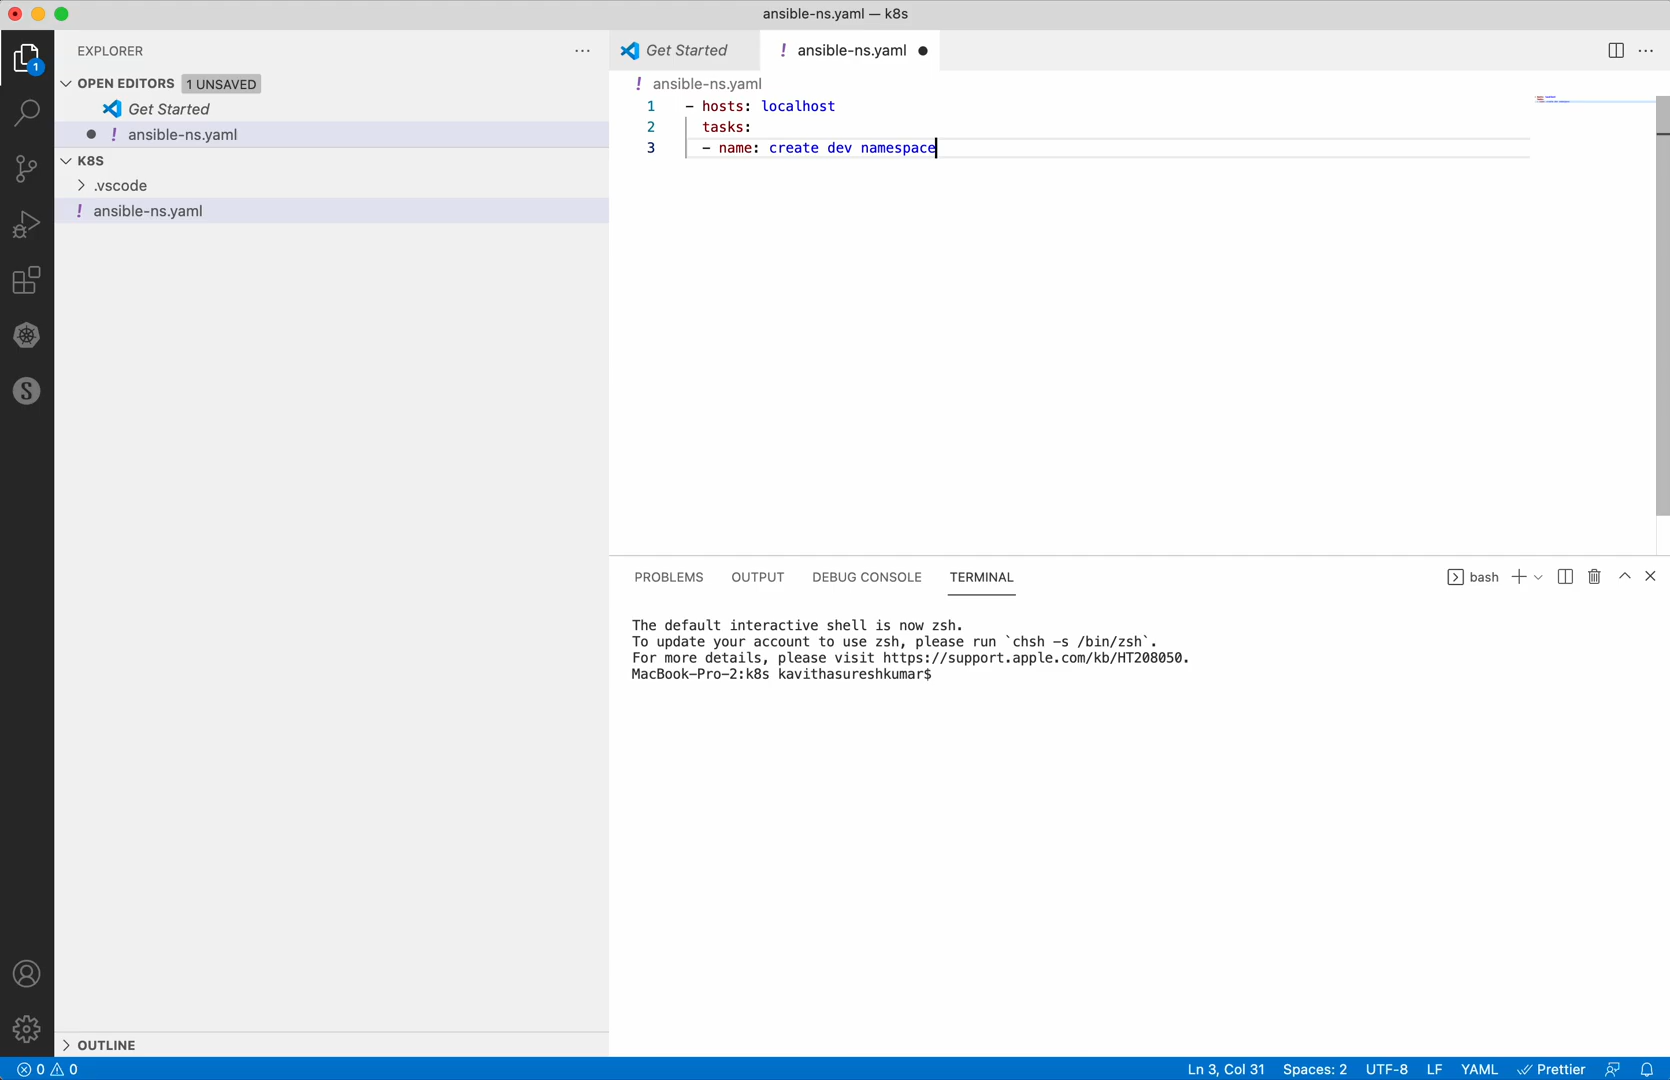 ansible-ns.yaml — k8s
1
EXPLORER
OPEN EDITORS 1 UNSAVED
Get Started
ansible-ns.yaml
K8S
.vscode
ansible-ns.yaml
OUTLINE
Get Started
ansible-ns.yaml
ansible-ns.yaml
1 - hosts: localhost
2 tasks:
3 - name: create dev namespace
PROBLEMS OUTPUT DEBUG CONSOLE TERMINAL
bash
The default interactive shell is now zsh.
To update your account to use zsh, please run `chsh -s /bin/zsh`.
For more details, please visit https://support.apple.com/kb/HT208050.
MacBook-Pro-2:k8s kavithasureshkumar$
0 0
Ln 3, Col 31 Spaces: 2 UTF-8 LF YAML Prettier